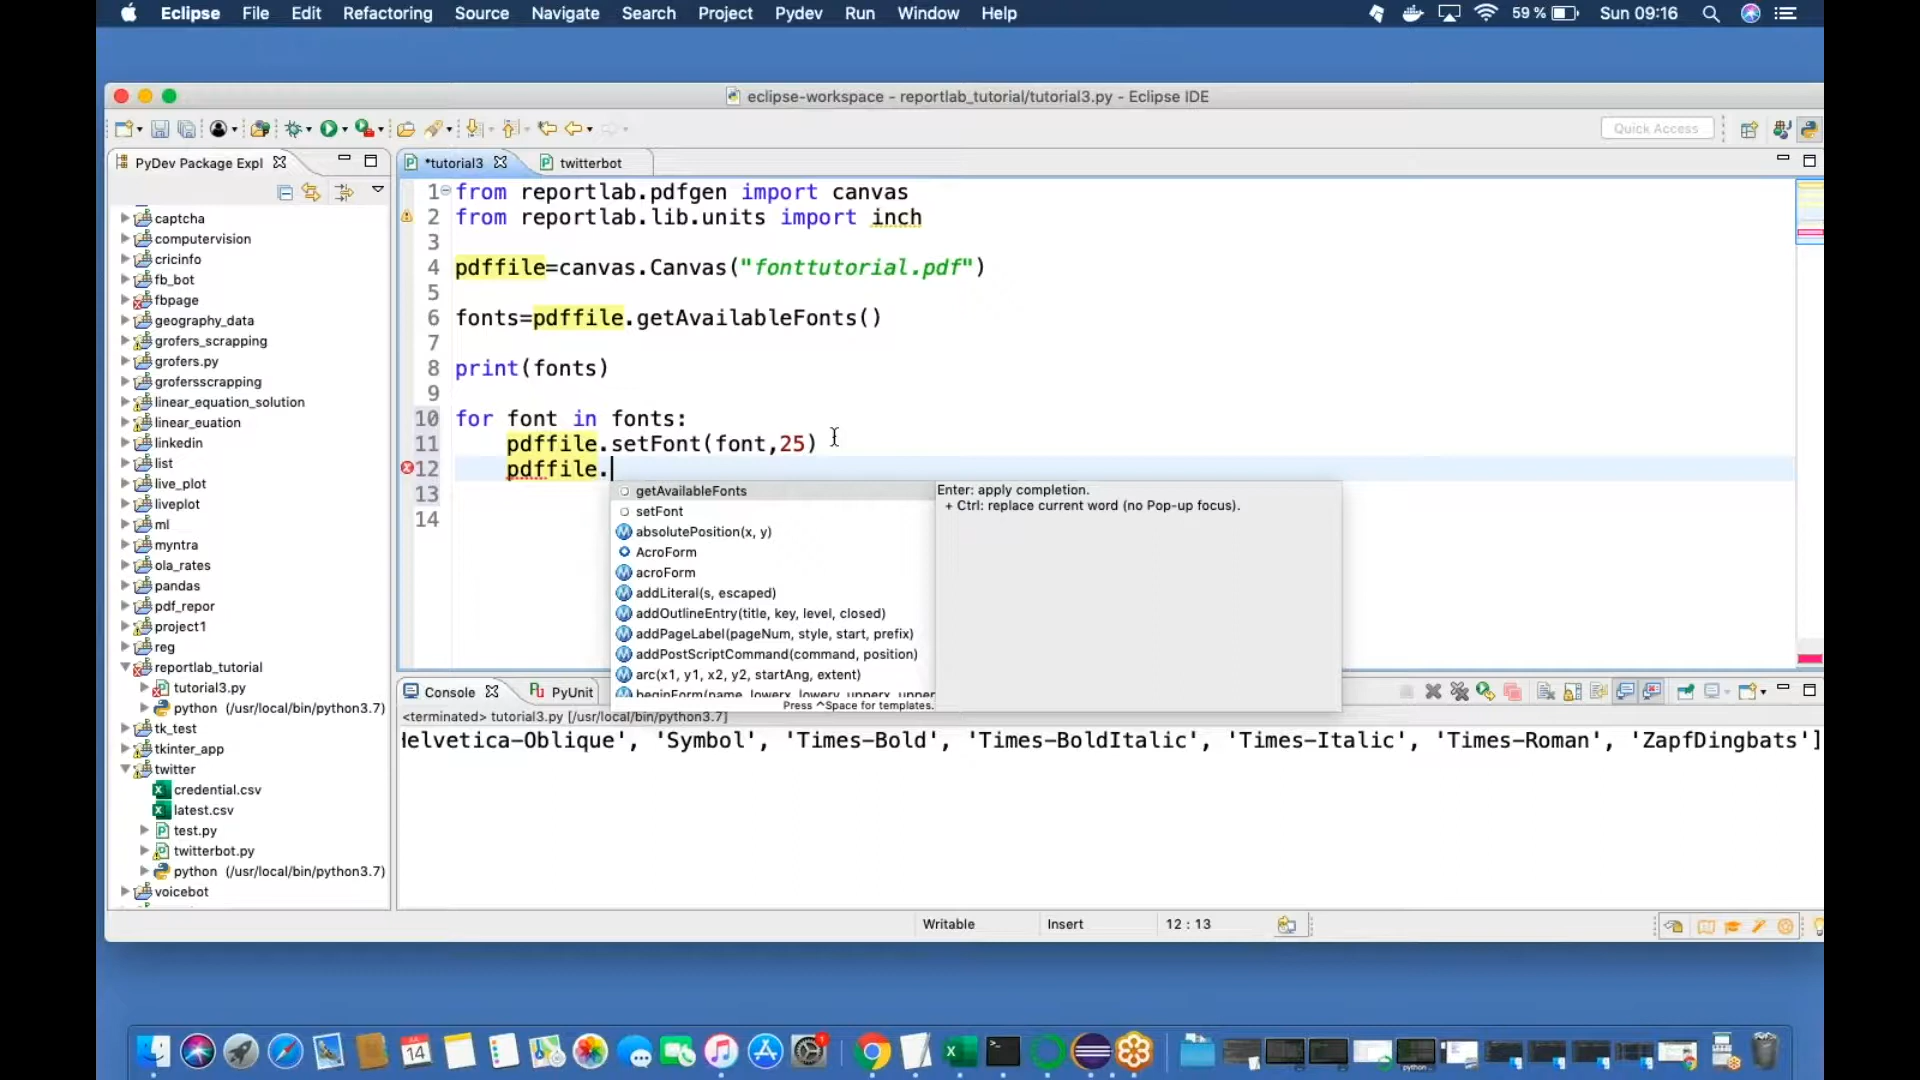 Eclipse File Edit Refactoring Source Navigate Search Project Pydev Run Window Help 59 % Sun 09:16
eclipse-workspace - reportlab_tutorial/tutorial3.py - Eclipse IDE
Quick Access
PyDev Package Expl
captcha
computervision
cricinfo
fb_bot
fbpage
geography_data
grofers_scrapping
grofers.py
grofersscrapping
linear_equation_solution
linear_euation
linkedin
list
live_plot
liveplot
ml
myntra
ola_rates
pandas
pdf_repor
project1
reg
reportlab_tutorial
tutorial3.py
python (/usr/local/bin/python3.7)
tk_test
tkinter_app
twitter
credential.csv
latest.csv
test.py
twitterbot.py
python (/usr/local/bin/python3.7)
voicebot
*tutorial3 twitterbot
1 from reportlab.pdfgen import canvas
2 from reportlab.lib.units import inch
3
4 pdffile=canvas.Canvas("fonttutorial.pdf")
5
6 fonts=pdffile.getAvailableFonts()
7
8 print(fonts)
9
10 for font in fonts:
11 pdffile.setFont(font,25)
12 pdffile.
13
14
getAvailableFonts
setFont
absolutePosition(x, y)
AcroForm
acroForm
addLiteral(s, escaped)
addOutlineEntry(title, key, level, closed)
addPageLabel(pageNum, style, start, prefix)
addPostScriptCommand(command, position)
arc(x1, y1, x2, y2, startAng, extent)
beginForm(name, lowerx, lowery, upperx, upper
Press ^Space for templates.
Enter: apply completion.
+ Ctrl: replace current word (no Pop-up focus).
Console PyUnit
<terminated> tutorial3.py [/usr/local/bin/python3.7]
Helvetica-Oblique', 'Symbol', 'Times-Bold', 'Times-BoldItalic', 'Times-Italic', 'Times-Roman', 'ZapfDingbats']
Writable Insert 12 : 13
14
1
python